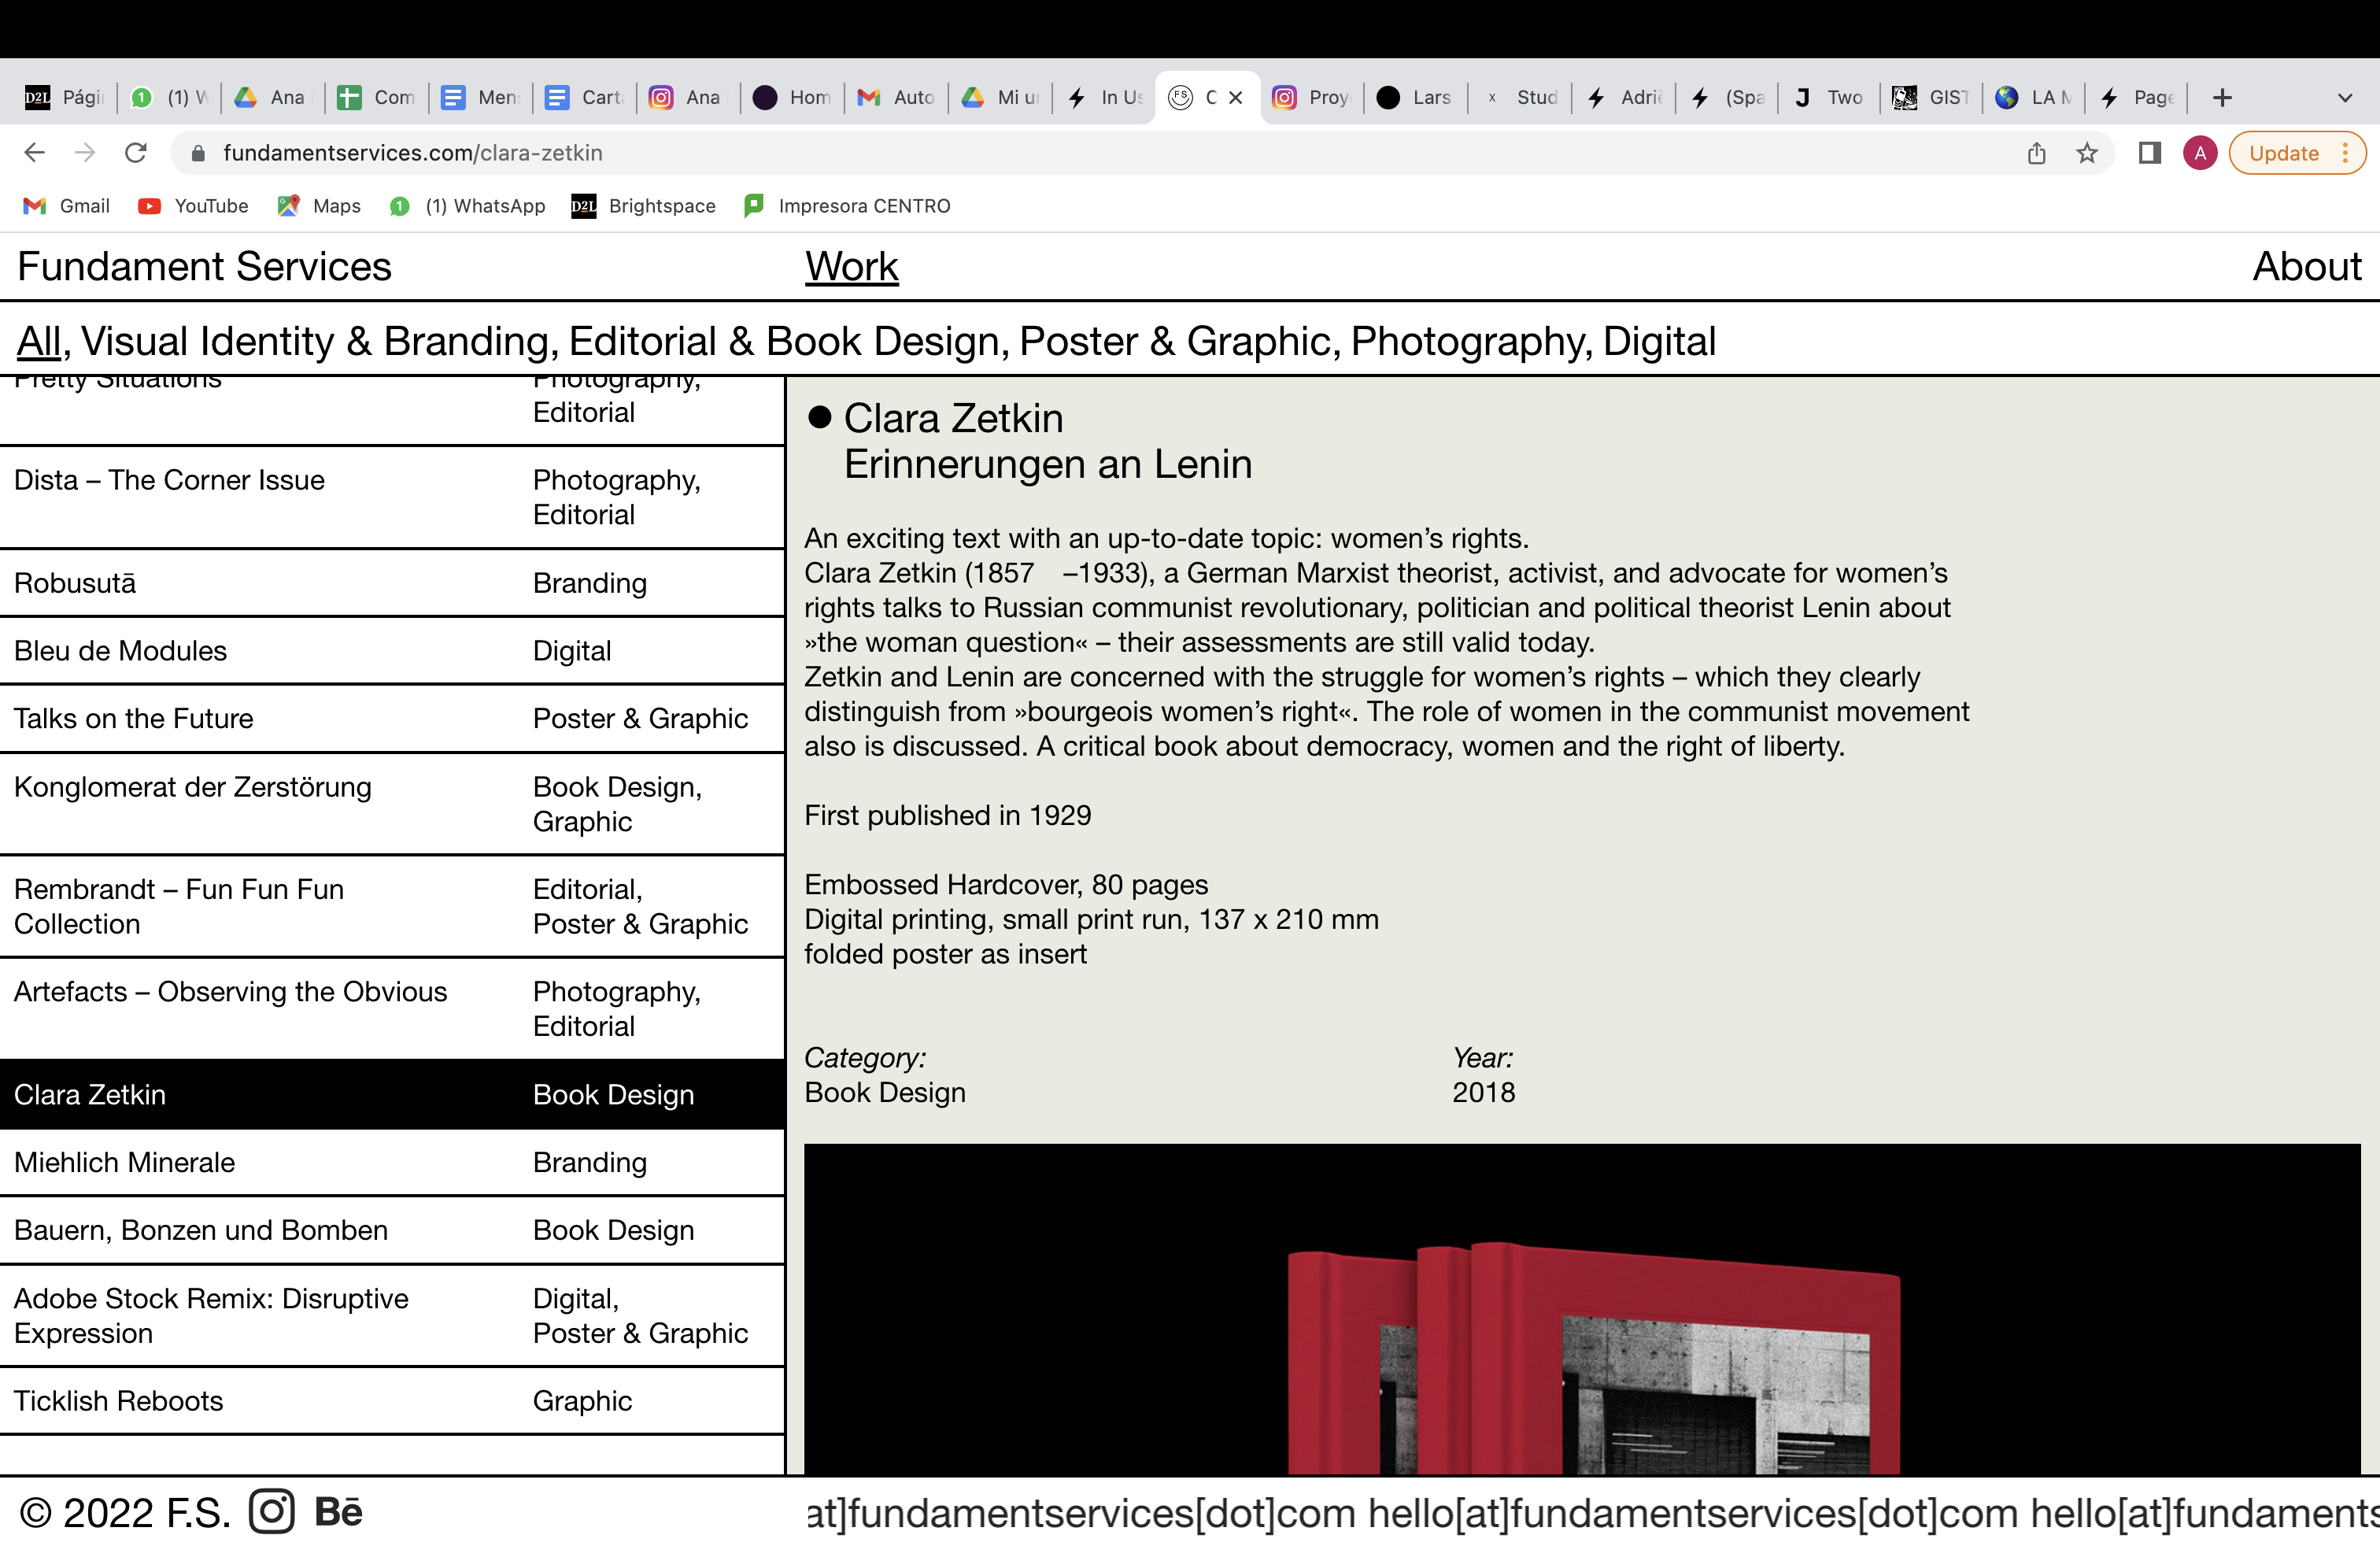 D2L Pági
1 (1) W
Ana
Com
Men
Carta
Ana
Hom
Auto
Mi u
In Us
FS C
Proy
Lars
x Stud
Adri
(Spa
J Two
GIST
LA M
Page
fundamentservices.com/clara-zetkin
A
Update
Gmail
YouTube
Maps
1 (1) WhatsApp
D2L Brightspace
Impresora CENTRO
Fundament Services
Work
About
All, Visual Identity & Branding, Editorial & Book Design, Poster & Graphic, Photography, Digital
Pretty Situations
Photography,
Editorial
Dista – The Corner Issue
Photography,
Editorial
Robusutā
Branding
Bleu de Modules
Digital
Talks on the Future
Poster & Graphic
Konglomerat der Zerstörung
Book Design,
Graphic
Rembrandt – Fun Fun Fun
Collection
Editorial,
Poster & Graphic
Artefacts – Observing the Obvious
Photography,
Editorial
Clara Zetkin
Book Design
Miehlich Minerale
Branding
Bauern, Bonzen und Bomben
Book Design
Adobe Stock Remix: Disruptive
Expression
Digital,
Poster & Graphic
Ticklish Reboots
Graphic
Clara Zetkin
Erinnerungen an Lenin
An exciting text with an up-to-date topic: women’s rights.
Clara Zetkin (1857 –1933), a German Marxist theorist, activist, and advocate for women’s
rights talks to Russian communist revolutionary, politician and political theorist Lenin about
»the woman question« – their assessments are still valid today.
Zetkin and Lenin are concerned with the struggle for women’s rights – which they clearly
distinguish from »bourgeois women’s right«. The role of women in the communist movement
also is discussed. A critical book about democracy, women and the right of liberty.
First published in 1929
Embossed Hardcover, 80 pages
Digital printing, small print run, 137 x 210 mm
folded poster as insert
Category:
Book Design
Year:
2018
© 2022 F.S.
Bē
at]fundamentservices[dot]com hello[at]fundamentservices[dot]com hello[at]fundaments